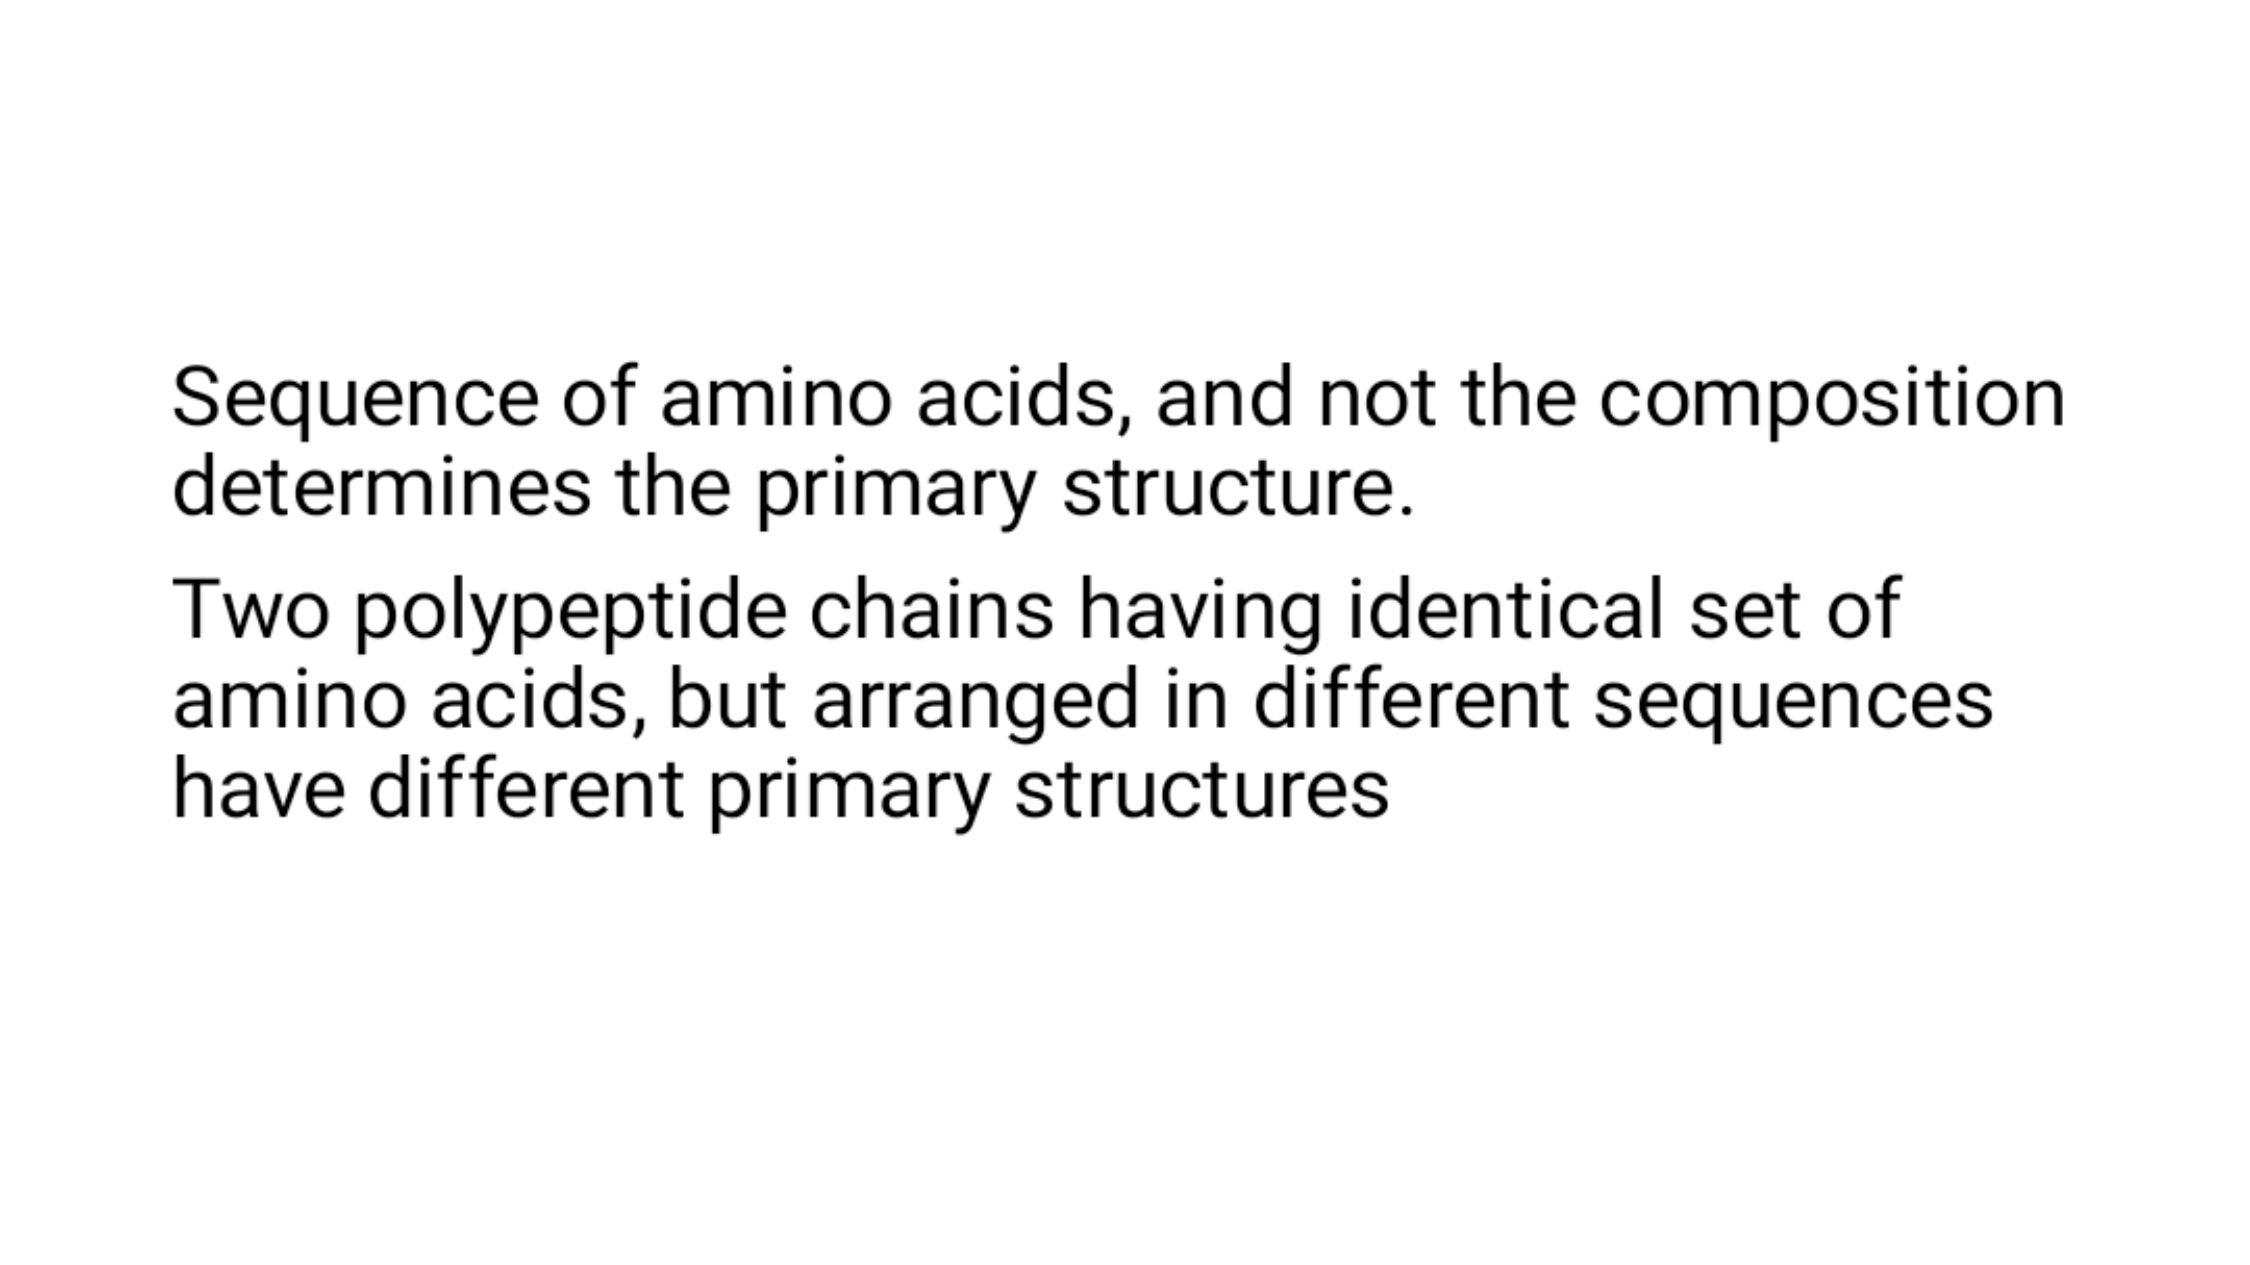 Sequence of amino acids, and not the composition
determines the primary structure.
Two polypeptide chains having identical set of
amino acids, but arranged in different sequences
have different primary structures